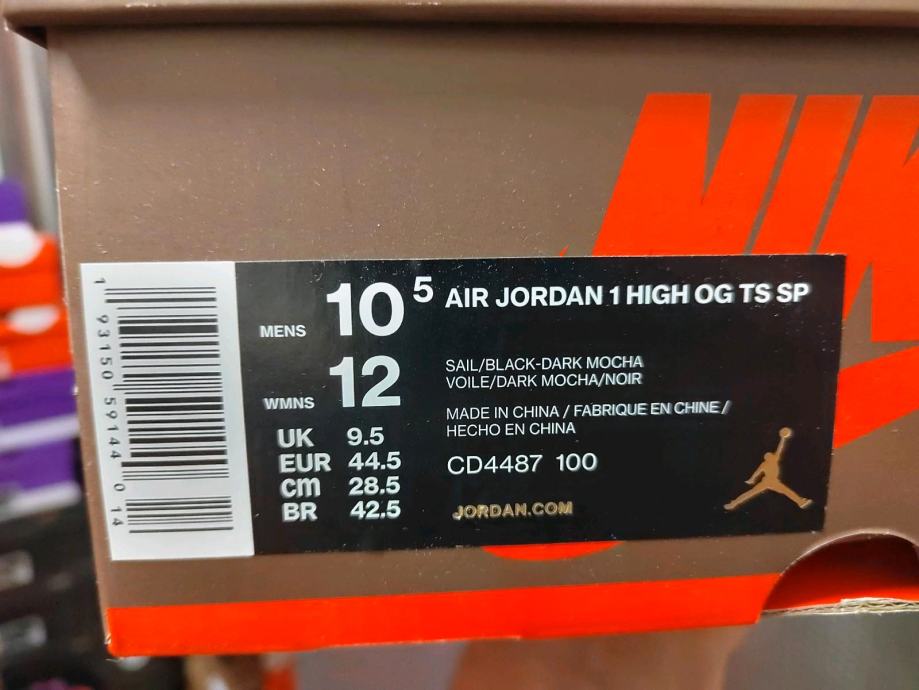 NIK
1 93150 59144 0 14
MENS 10 5
WMNS 12
UK 9.5
EUR 44.5
cm 28.5
BR 42.5
AIR JORDAN 1 HIGH OG TS SP
SAIL/BLACK-DARK MOCHA
VOILE/DARK MOCHA/NOIR
MADE IN CHINA / FABRIQUE EN CHINE /
HECHO EN CHINA
CD4487 100
JORDAN.COM